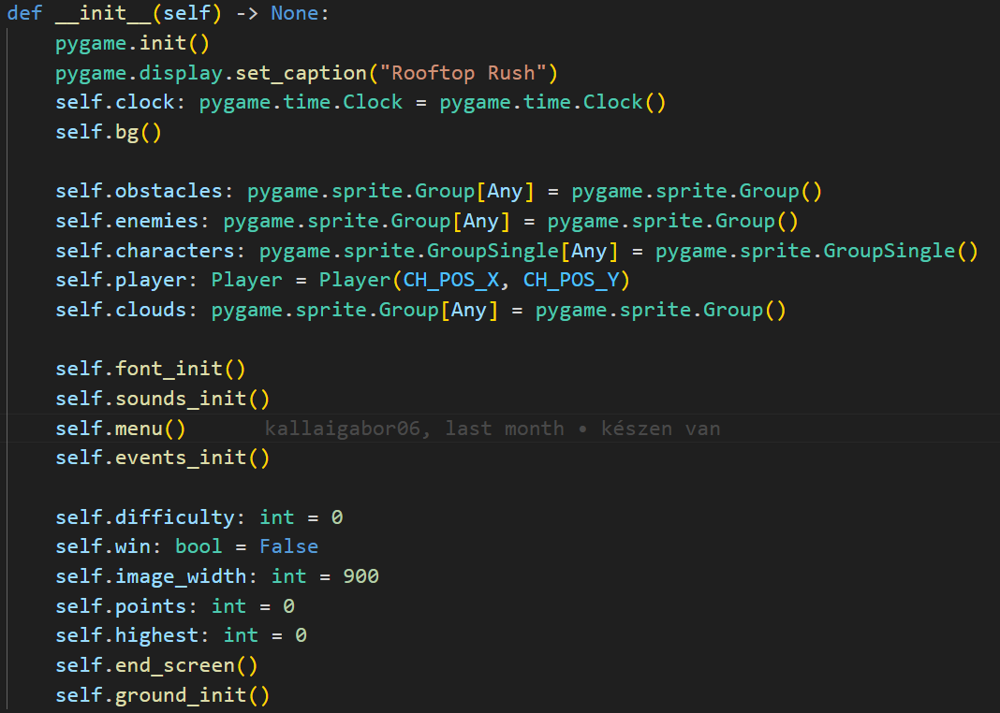 def __init__(self) -> None:
pygame.init()
pygame.display.set_caption("Rooftop Rush")
self.clock: pygame.time.Clock = pygame.time.Clock()
self.bg()
self.obstacles: pygame.sprite.Group[Any] = pygame.sprite.Group()
self.enemies: pygame.sprite.Group[Any] = pygame.sprite.Group()
self.characters: pygame.sprite.GroupSingle[Any] = pygame.sprite.GroupSingle()
self.player: Player = Player(CH_POS_X, CH_POS_Y)
self.clouds: pygame.sprite.Group[Any] = pygame.sprite.Group()
self.font_init()
self.sounds_init()
self.menu() kallaigabor06, last month • készen van
self.events_init()
self.difficulty: int = 0
self.win: bool = False
self.image_width: int = 900
self.points: int = 0
self.highest: int = 0
self.end_screen()
self.ground_init()